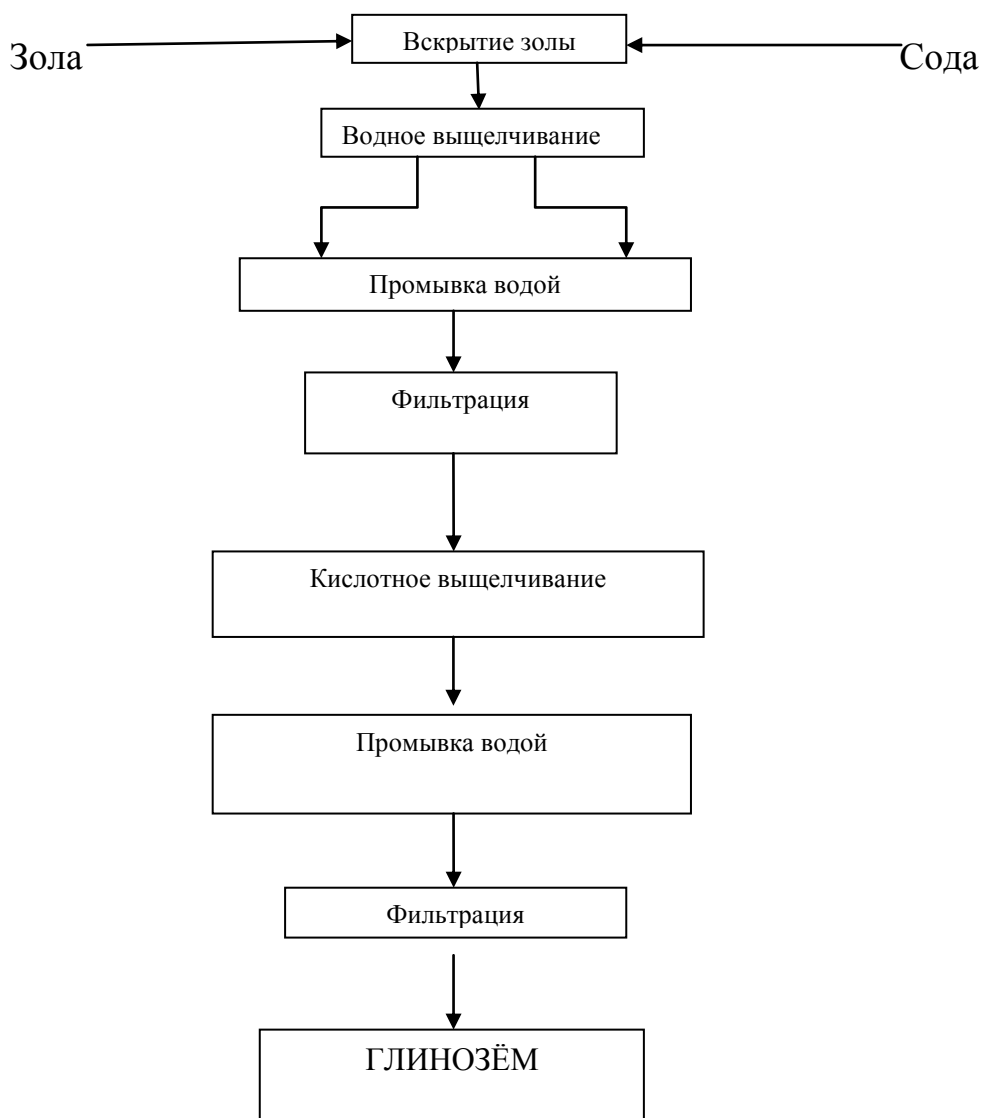 Вскрытие золы
Зола
Сода
Водное выщелчивание
Промывка водой
Фильтрация
Кислотное выщелчивание
Промывка водой
Фильтрация
ГЛИНОЗЁМ